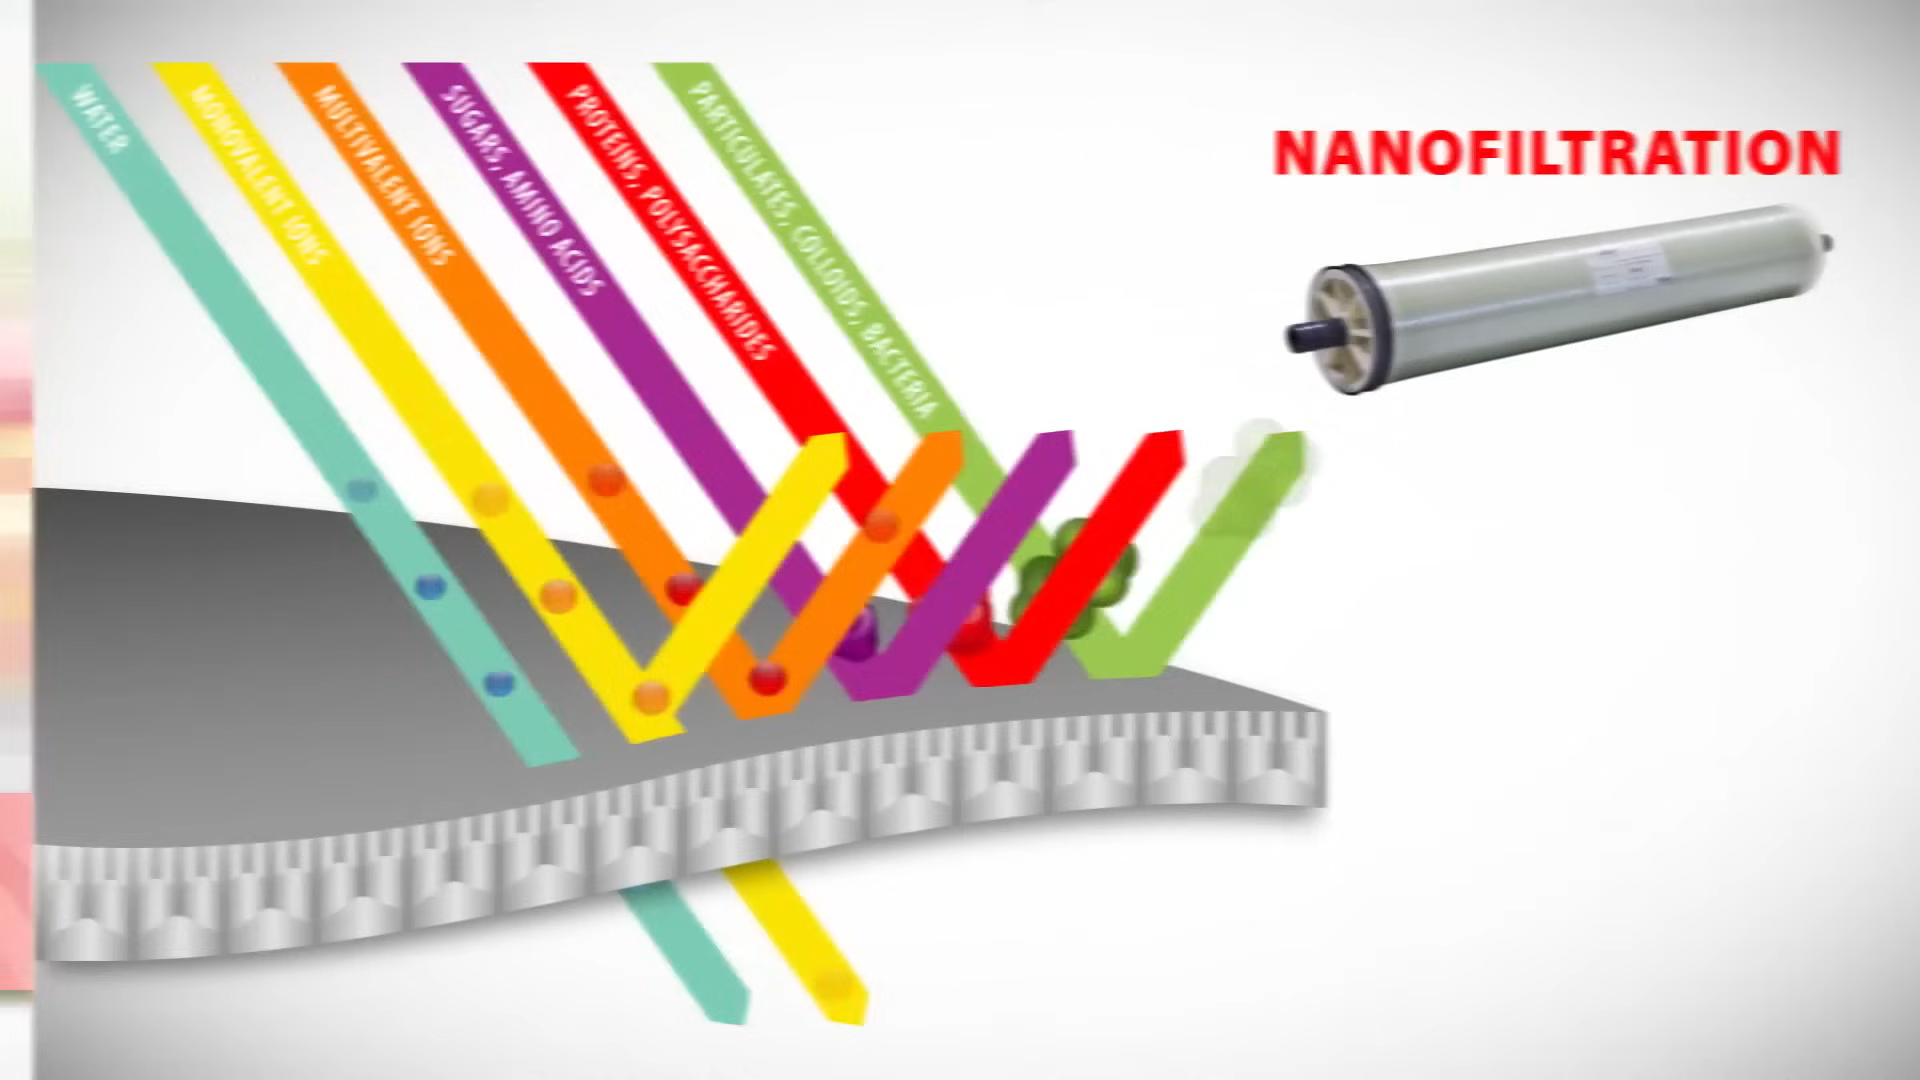 WATER
MONOVALENT IONS
MULTIVALENT IONS
SUGARS, AMINO ACIDS
PROTEINS, POLYSACCHARIDES
PARTICULATES, COLLOIDS, BACTERIA
NANOFILTRATION